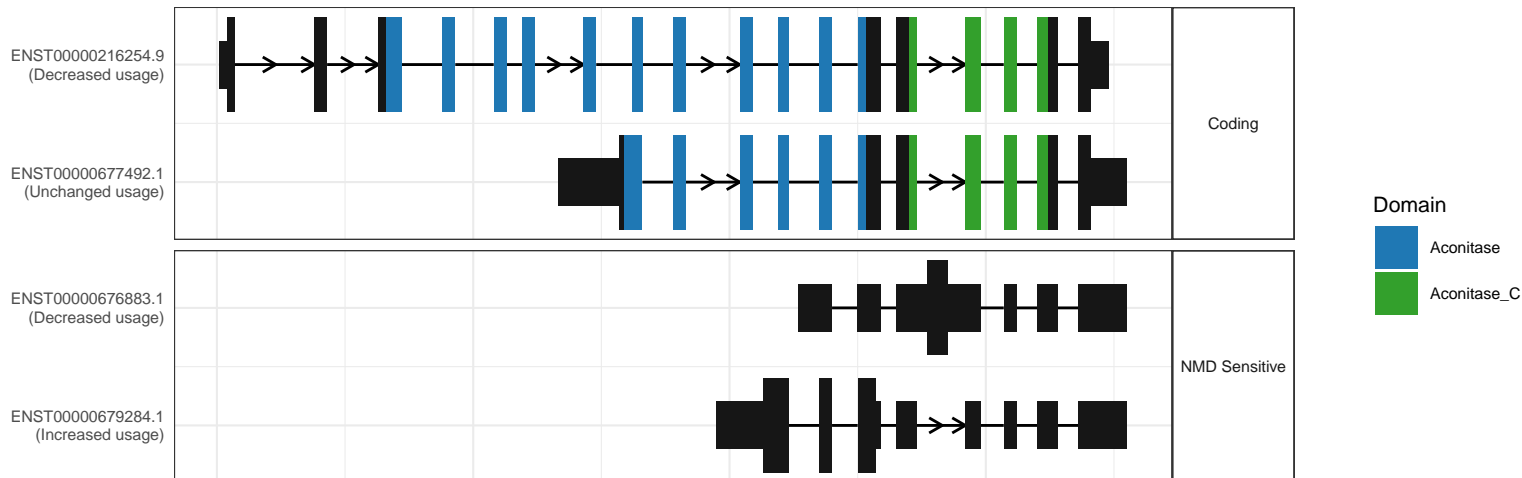 ENST00000216254.9
(Decreased usage)
ENST00000677492.1
(Unchanged usage)
Coding
ENST00000676883.1
(Decreased usage)
ENST00000679284.1
(Increased usage)
NMD Sensitive
Domain
Aconitase
Aconitase_C